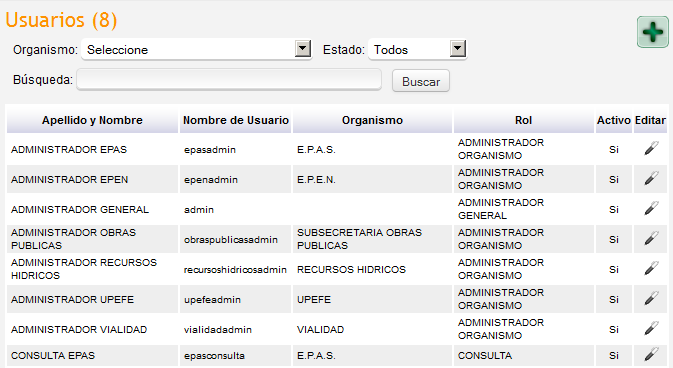 Usuarios (8)
Organismo: Seleccione Estado: Todos
Búsqueda: Buscar
Apellido y Nombre Nombre de Usuario Organismo Rol Activo Editar
ADMINISTRADOR EPAS epasadmin E.P.A.S. ADMINISTRADOR ORGANISMO Si
ADMINISTRADOR EPEN epenadmin E.P.E.N. ADMINISTRADOR ORGANISMO Si
ADMINISTRADOR GENERAL admin ADMINISTRADOR GENERAL Si
ADMINISTRADOR OBRAS PUBLICAS obraspublicasadmin SUBSECRETARIA OBRAS PUBLICAS ADMINISTRADOR ORGANISMO Si
ADMINISTRADOR RECURSOS HIDRICOS recursoshidricosadmin RECURSOS HIDRICOS ADMINISTRADOR ORGANISMO Si
ADMINISTRADOR UPEFE upefeadmin UPEFE ADMINISTRADOR ORGANISMO Si
ADMINISTRADOR VIALIDAD vialidadadmin VIALIDAD ADMINISTRADOR ORGANISMO Si
CONSULTA EPAS epasconsulta E.P.A.S. CONSULTA Si